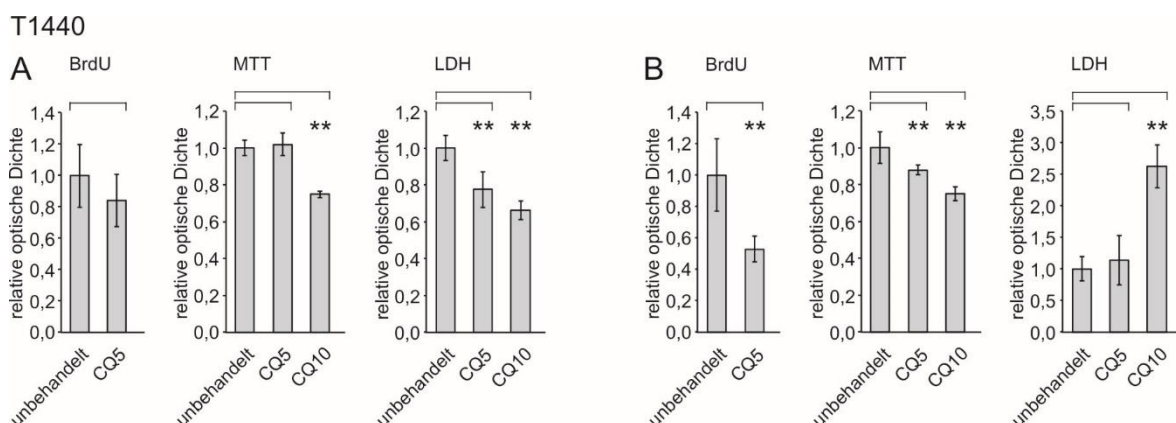 T1440
A
BrdU
relative optische Dichte
1,4
1,2
1,0
0,8
0,6
0,4
0,2
0,0
unbehandelt
CQ5
MTT
relative optische Dichte
1,2
1,0
0,8
0,6
0,4
0,2
0,0
**
unbehandelt
CQ5
CQ10
LDH
relative optische Dichte
1,2
1,0
0,8
0,6
0,4
0,2
0,0
** **
unbehandelt
CQ5
CQ10
B
BrdU
relative optische Dichte
1,4
1,2
1,0
0,8
0,6
0,4
0,2
0,0
**
unbehandelt
CQ5
MTT
relative optische Dichte
1,2
1,0
0,8
0,6
0,4
0,2
0,0
** **
unbehandelt
CQ5
CQ10
LDH
relative optische Dichte
3,5
3,0
2,5
2,0
1,5
1,0
0,5
0,0
**
unbehandelt
CQ5
CQ10